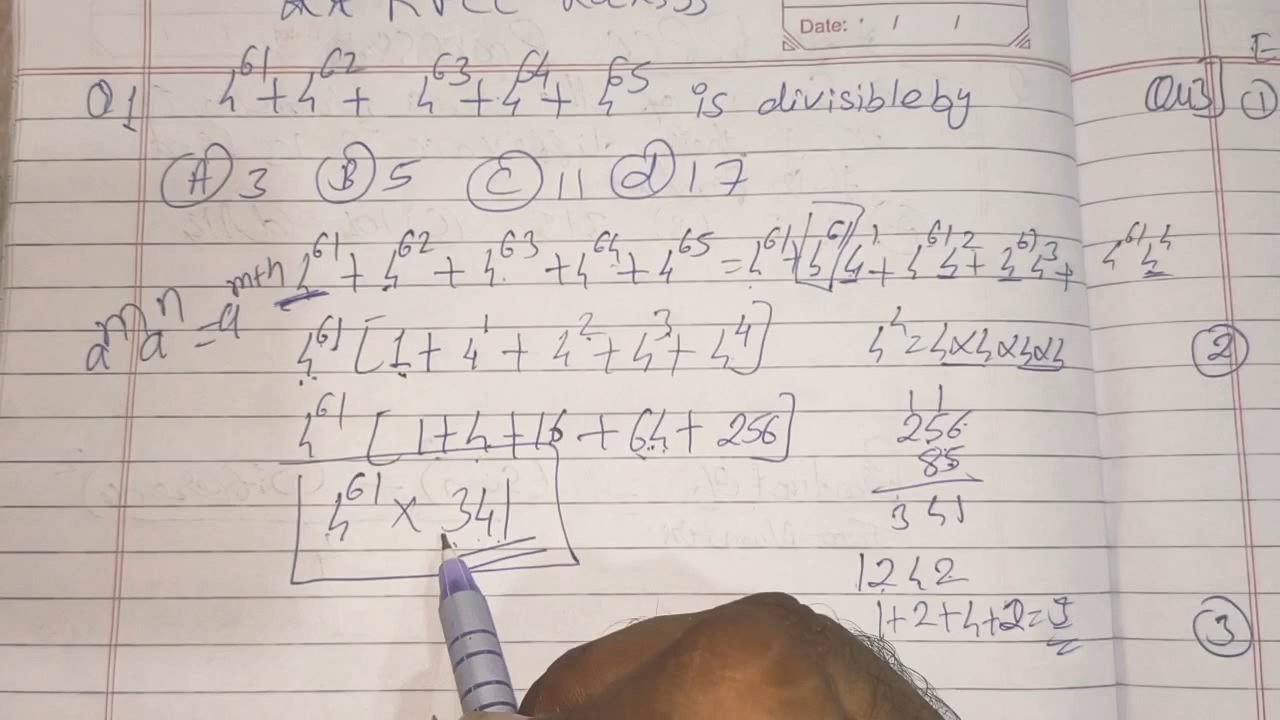 Date: / /
Q1 4^61 + 4^62 + 4^63 + 4^64 + 4^65 is divisible by
Ⓐ 3 Ⓑ 5 Ⓒ 11 ⓓ 17
4^61 + 4^62 + 4^63 + 4^64 + 4^65 = 4^61 + 4^61 4^1 + 4^61 4^2 + 4^61 4^3 + 4^61 4^4
a^m a^n = a^m+n
4^61 [1 + 4^1 + 4^2 + 4^3 + 4^4]
4^4 = 4×4×4×4
4^61 [1+4+16+64+256]
4^61 × 341
11
256
85
341
1242
1+2+4+2=9
Qu3] ①
②
③